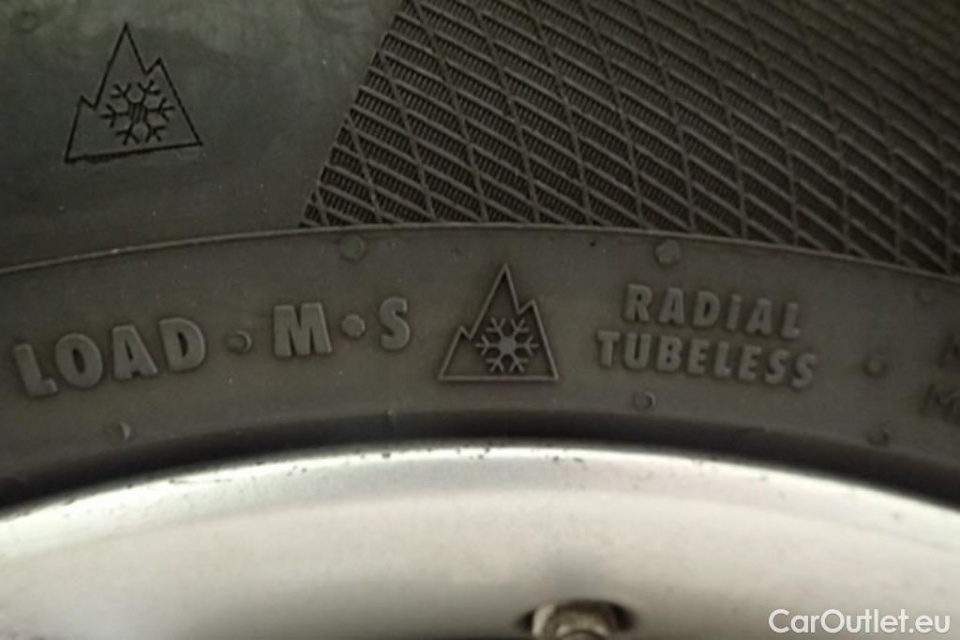 LOAD · M·S
RADIAL
TUBELESS
CarOutlet.eu